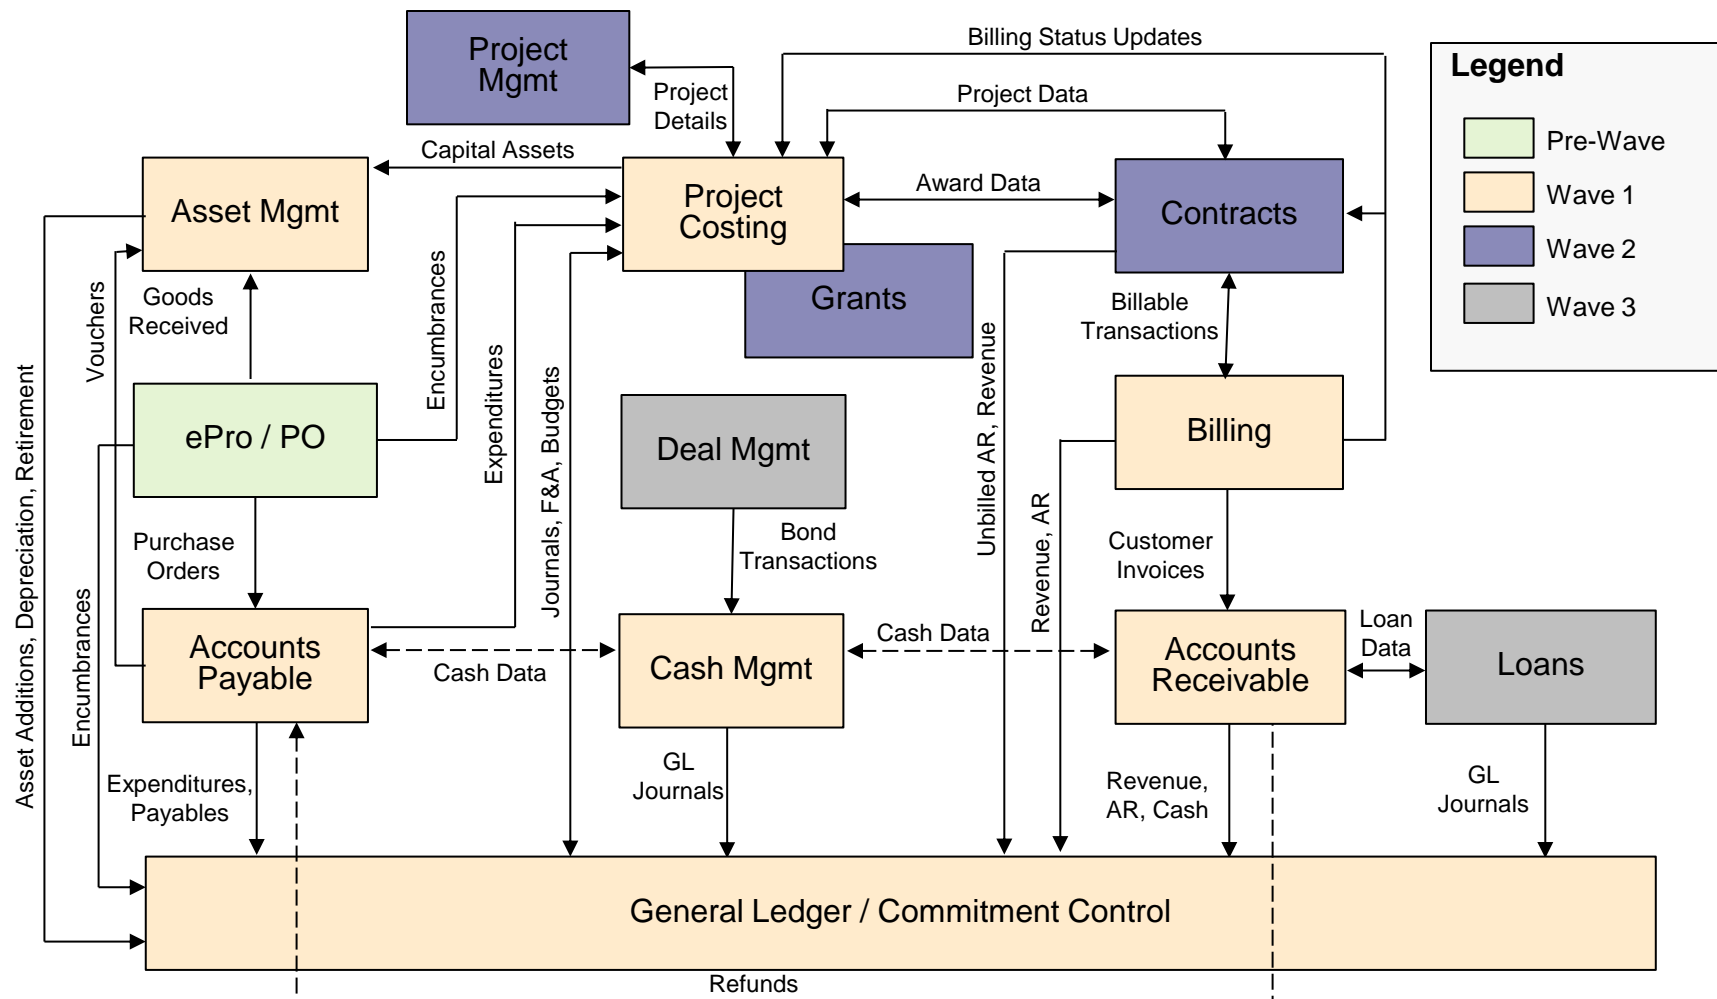 Billing Status Updates
Project
Mgmt
Legend
Project
Details
Project Data
Pre-Wave
Capital Assets
Wave 1
Asset Mgmt
Project
Costing
Award Data
Contracts
Wave 2
Goods
Received
Grants
Billable
Transactions
Wave 3
Vouchers
Encumbrances
Expenditures
Journals, F&A, Budgets
Unbilled AR, Revenue
Revenue, AR
Asset Additions, Depreciation, Retirement
Encumbrances
ePro / PO
Deal Mgmt
Billing
Purchase
Orders
Bond
Transactions
Customer
Invoices
Accounts
Payable
Cash Data
Cash Mgmt
Cash Data
Accounts
Receivable
Loan
Data
Loans
Expenditures,
Payables
GL
Journals
Revenue,
AR, Cash
GL
Journals
General Ledger / Commitment Control
Refunds